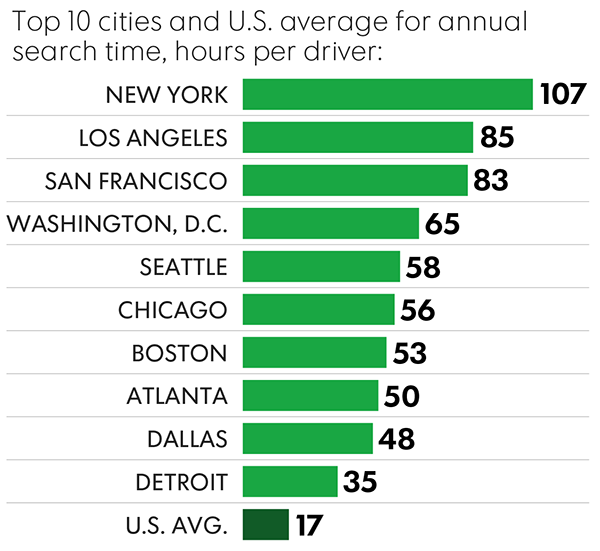 Top 10 cities and U.S. average for annual
search time, hours per driver:
NEW YORK 107
LOS ANGELES 85
SAN FRANCISCO 83
WASHINGTON, D.C. 65
SEATTLE 58
CHICAGO 56
BOSTON 53
ATLANTA 50
DALLAS 48
DETROIT 35
U.S. AVG. 17